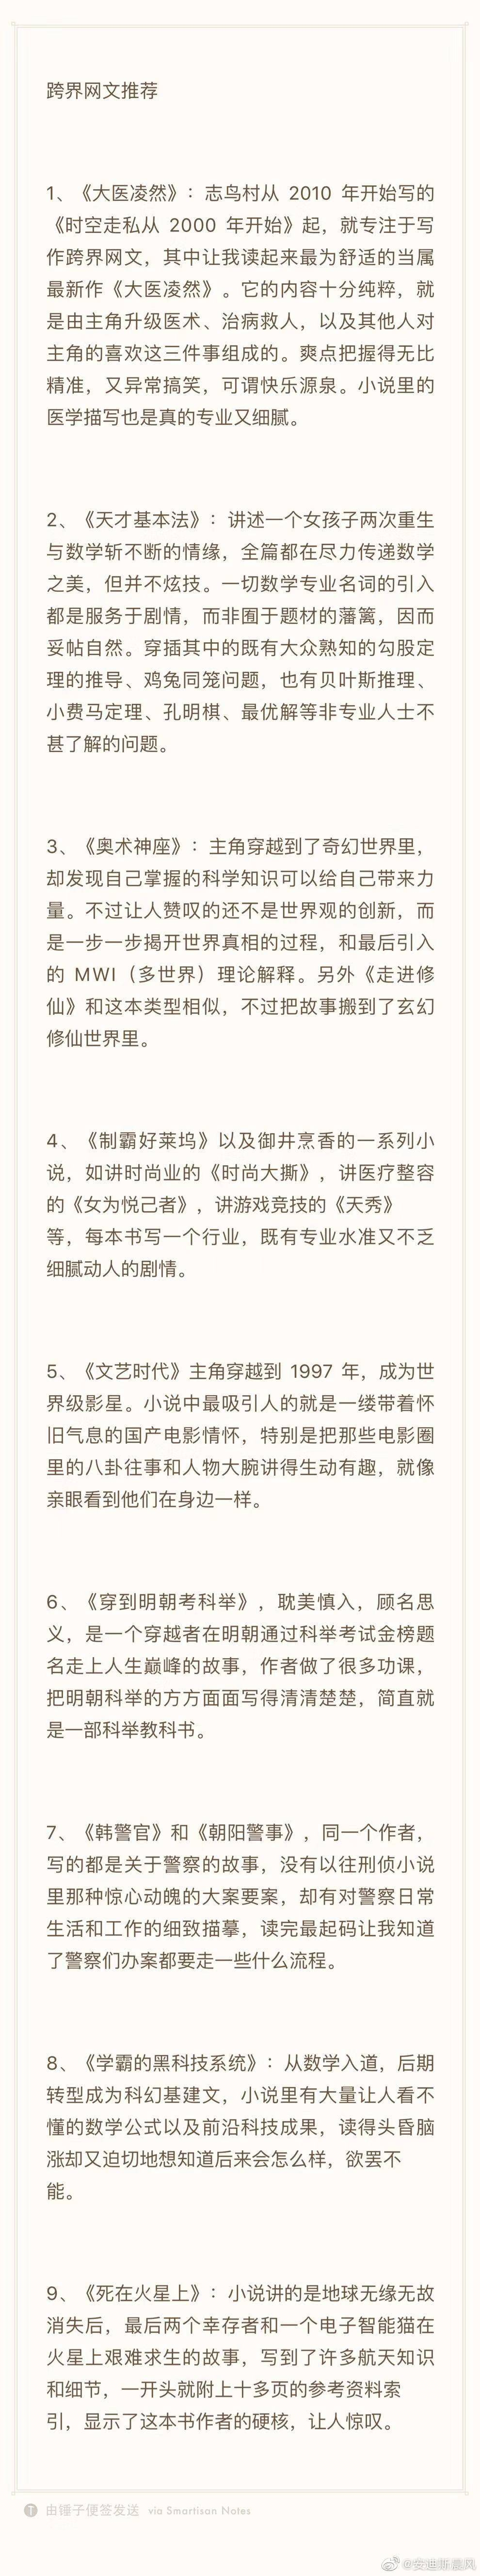 跨界网文推荐
1、《大医凌然》：志鸟村从 2010 年开始写的
《时空走私从 2000 年开始》起，就专注于写
作跨界网文，其中让我读起来最为舒适的当属
最新作《大医凌然》。它的内容十分纯粹，就
是由主角升级医术、治病救人，以及其他人对
主角的喜欢这三件事组成的。爽点把握得无比
精准，又异常搞笑，可谓快乐源泉。小说里的
医学描写也是真的专业又细腻。
2、《天才基本法》：讲述一个女孩子两次重生
与数学斩不断的情缘，全篇都在尽力传递数学
之美，但并不炫技。一切数学专业名词的引入
都是服务于剧情，而非囿于题材的藩篱，因而
妥帖自然。穿插其中的既有大众熟知的勾股定
理的推导、鸡兔同笼问题，也有贝叶斯推理、
小费马定理、孔明棋、最优解等非专业人士不
甚了解的问题。
3、《奥术神座》：主角穿越到了奇幻世界里，
却发现自己掌握的科学知识可以给自己带来力
量。不过让人赞叹的还不是世界观的创新，而
是一步一步揭开世界真相的过程，和最后引入
的 MWI（多世界）理论解释。另外《走进修
仙》和这本类型相似，不过把故事搬到了玄幻
修仙世界里。
4、《制霸好莱坞》以及御井烹香的一系列小
说，如讲时尚业的《时尚大撕》，讲医疗整容
的《女为悦己者》，讲游戏竞技的《天秀》
等，每本书写一个行业，既有专业水准又不乏
细腻动人的剧情。
5、《文艺时代》主角穿越到 1997 年，成为世
界级影星。小说中最吸引人的就是一缕带着怀
旧气息的国产电影情怀，特别是把那些电影圈
里的八卦往事和人物大腕讲得生动有趣，就像
亲眼看到他们在身边一样。
6、《穿到明朝考科举》，耽美慎入，顾名思
义，是一个穿越者在明朝通过科举考试金榜题
名走上人生巅峰的故事，作者做了很多功课，
把明朝科举的方方面面写得清清楚楚，简直就
是一部科举教科书。
7、《韩警官》和《朝阳警事》，同一个作者，
写的都是关于警察的故事，没有以往刑侦小说
里那种惊心动魄的大案要案，却有对警察日常
生活和工作的细致描摹，读完最起码让我知道
了警察们办案都要走一些什么流程。
8、《学霸的黑科技系统》：从数学入道，后期
转型成为科幻基建文，小说里有大量让人看不
懂的数学公式以及前沿科技成果，读得头昏脑
涨却又迫切地想知道后来会怎么样，欲罢不
能。
9、《死在火星上》：小说讲的是地球无缘无故
消失后，最后两个幸存者和一个电子智能猫在
火星上艰难求生的故事，写到了许多航天知识
和细节，一开头就附上十多页的参考资料索
引，显示了这本书作者的硬核，让人惊叹。
由锤子便签发送 via Smartisan Notes
@安迪斯晨风